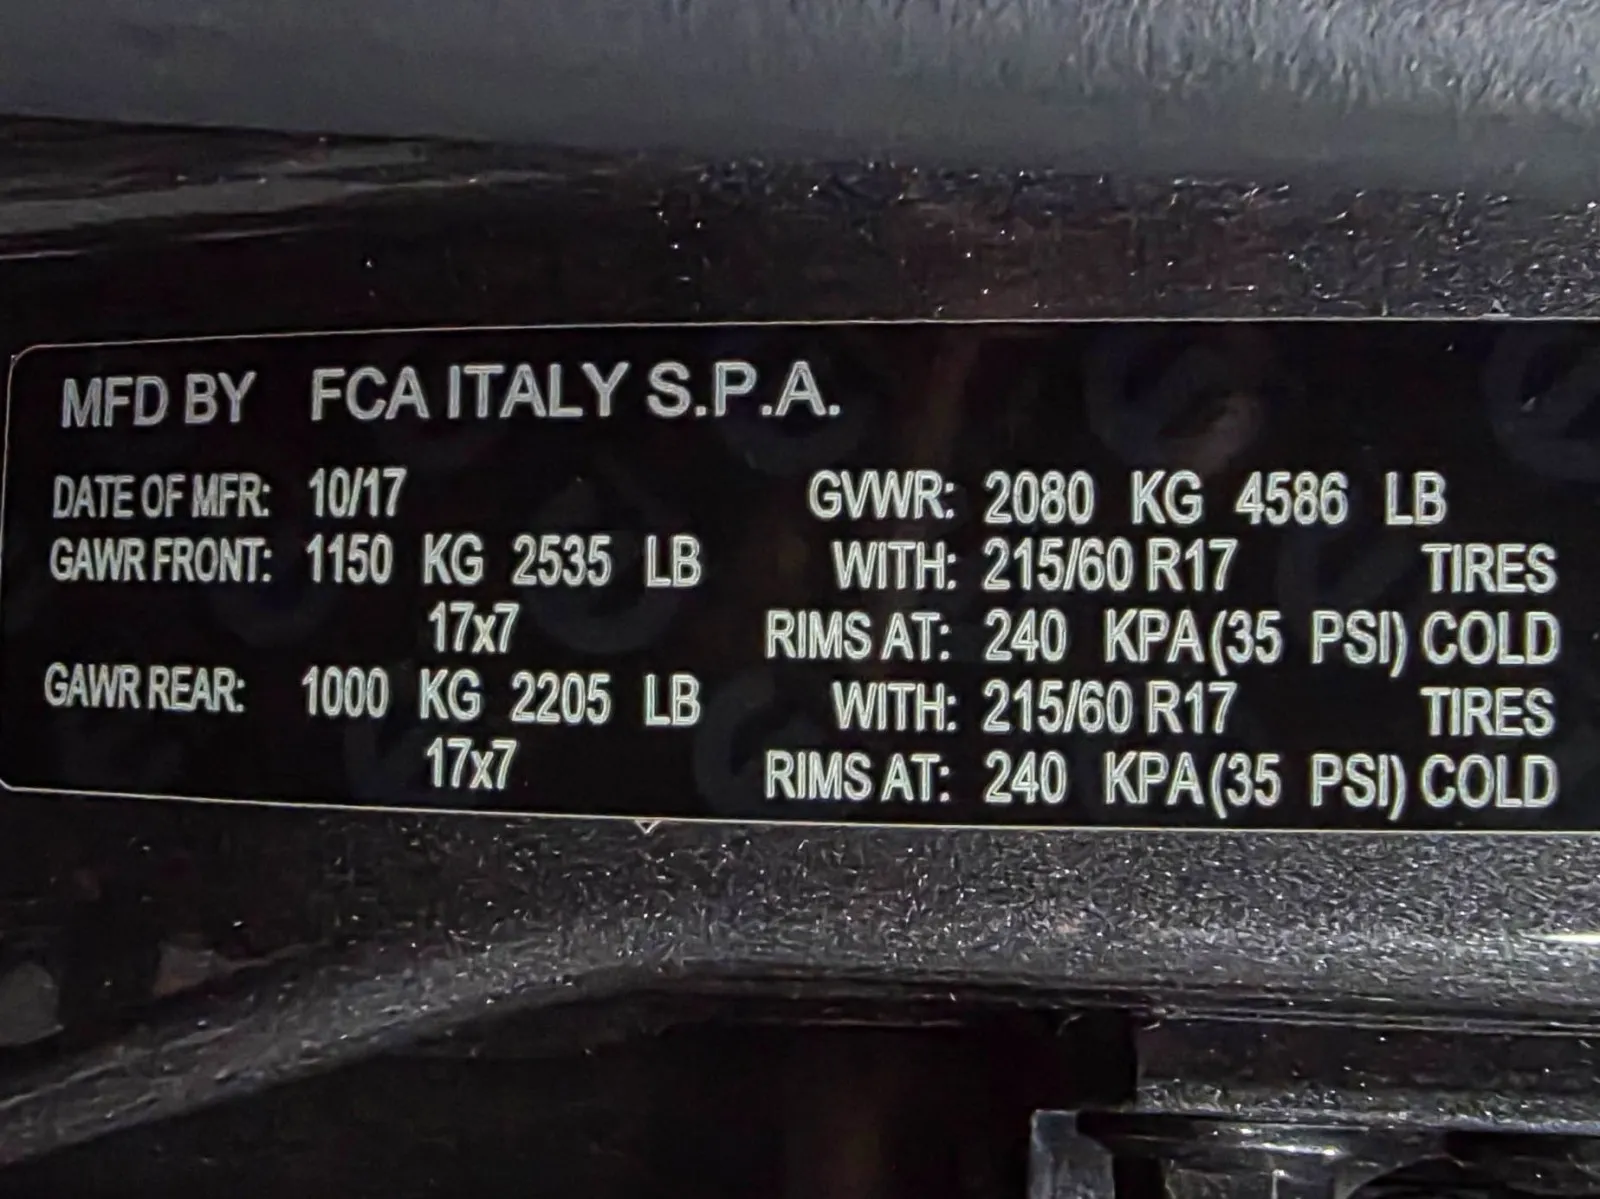 MFD BY FCA ITALY S.P.A.
DATE OF MFR: 10/17 GVWR: 2080 KG 4586 LB
GAWR FRONT: 1150 KG 2535 LB WITH: 215/60 R17 TIRES
17x7 RIMS AT: 240 KPA(35 PSI) COLD
GAWR REAR: 1000 KG 2205 LB WITH: 215/60 R17 TIRES
17x7 RIMS AT: 240 KPA(35 PSI) COLD